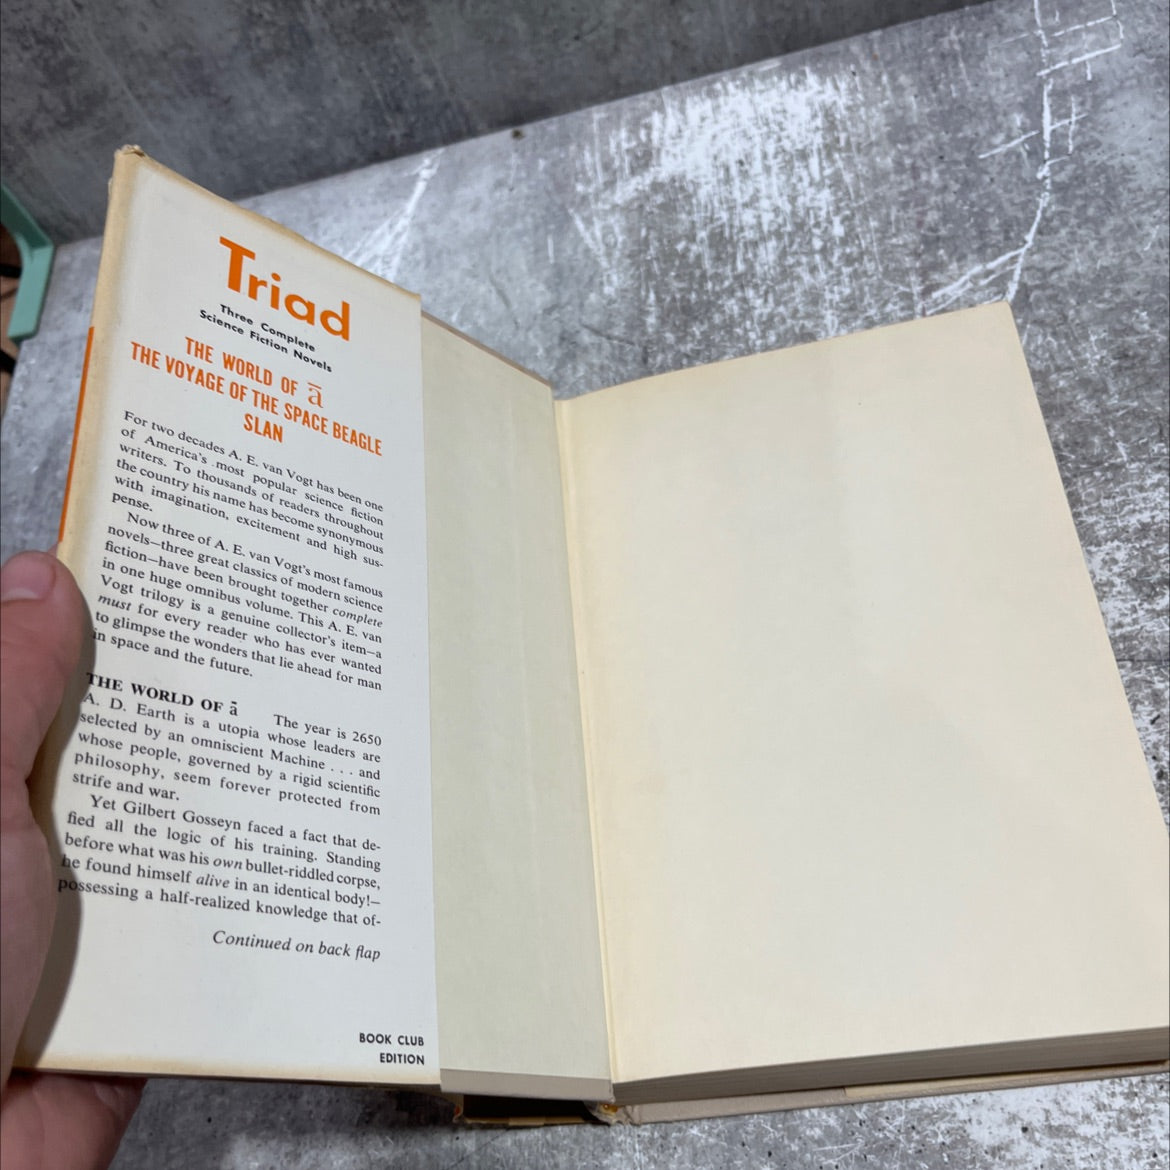 Triad
Three Complete
Science Fiction Novels
THE WORLD OF ā
THE VOYAGE OF THE SPACE BEAGLE
SLAN
For two decades A. E. van Vogt has been one
of America's most popular science fiction
writers. To thousands of readers throughout
the country his name has become synonymous
with imagination, excitement and high sus-
pense.
Now three of A. E. van Vogt's most famous
novels—three great classics of modern science
fiction—have been brought together complete
in one huge omnibus volume. This A. E. van
Vogt trilogy is a genuine collector's item—a
must for every reader who has ever wanted
to glimpse the wonders that lie ahead for man
in space and the future.
THE WORLD OF ā The year is 2650
A. D. Earth is a utopia whose leaders are
selected by an omniscient Machine . . . and
whose people, governed by a rigid scientific
philosophy, seem forever protected from
strife and war.
Yet Gilbert Gosseyn faced a fact that de-
fied all the logic of his training. Standing
before what was his own bullet-riddled corpse,
he found himself alive in an identical body!—
possessing a half-realized knowledge that of-
Continued on back flap
BOOK CLUB
EDITION